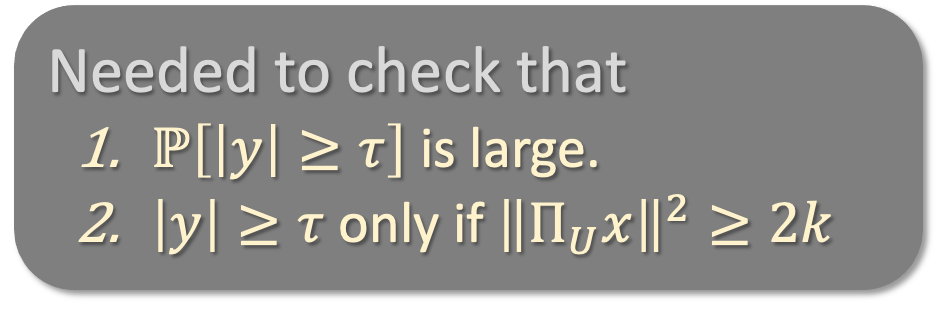 Needed to check that
1. ℙ[|y| ≥ τ] is large.
2. |y| ≥ τ only if ‖Π_U x‖² ≥ 2k